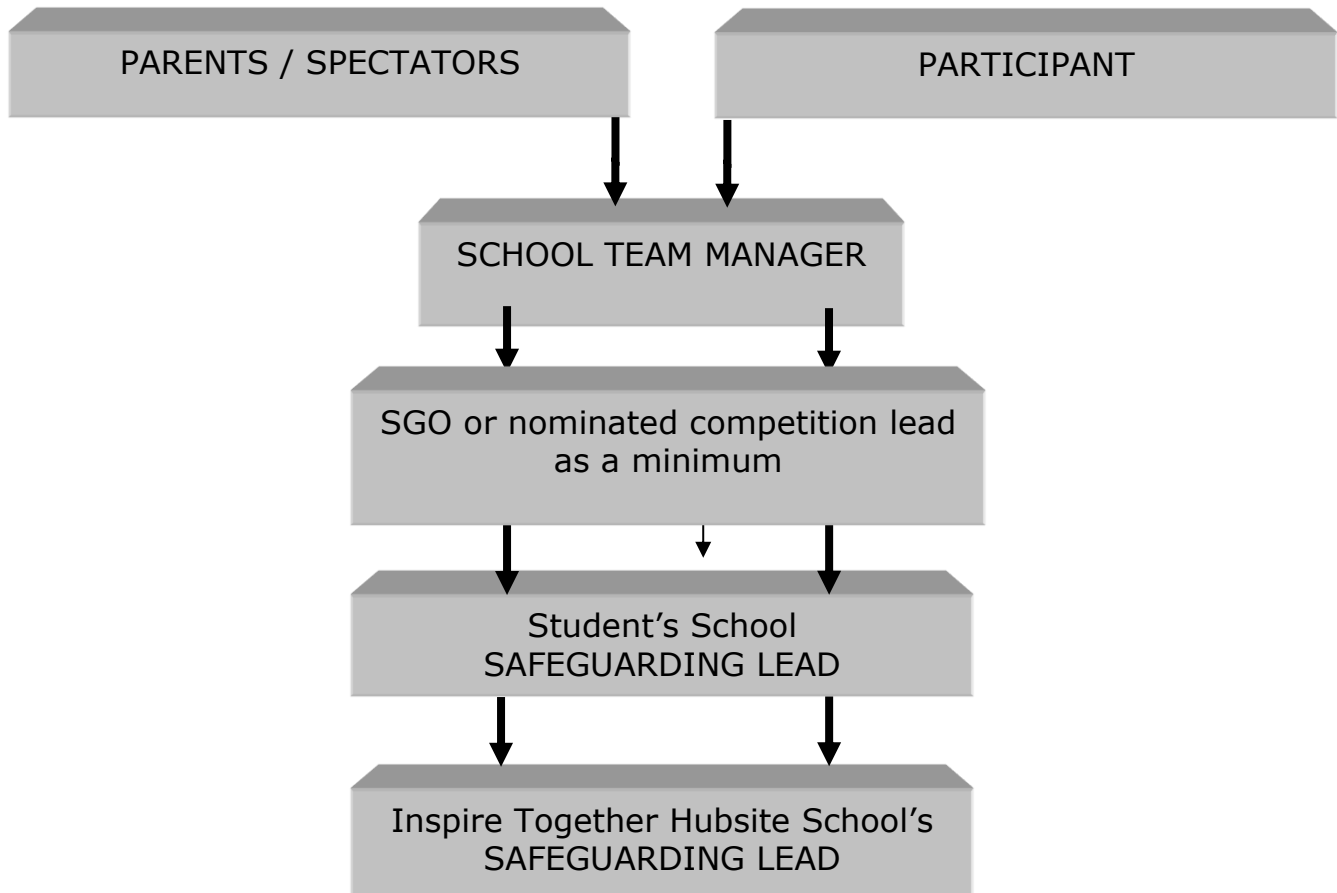 PARENTS / SPECTATORS
PARTICIPANT
SCHOOL TEAM MANAGER
SGO or nominated competition lead
as a minimum
Student’s School
SAFEGUARDING LEAD
Inspire Together Hubsite School’s
SAFEGUARDING LEAD